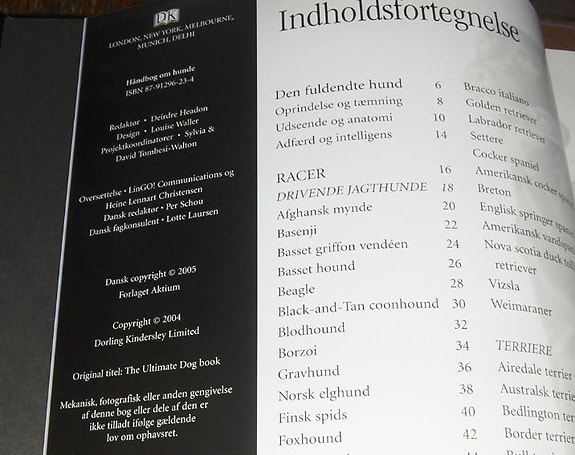 DK
LONDON, NEW YORK, MELBOURNE,
MUNICH, DELHI
Håndbog om hunde
ISBN 87-91296-23-4
Redaktør • Deirdre Headon
Design • Louise Waller
Projektkoordinatorer • Sylvia &
David Tombesi-Walton
Oversættelse • LinGO! Communications og
Heine Lennart Christensen
Dansk redaktør • Per Schou
Dansk fagkonsulent • Lotte Laursen
Dansk copyright © 2005
Forlaget Aktium
Copyright © 2004
Dorling Kindersley Limited
Original titel: The Ultimate Dog book
Mekanisk, fotografisk eller anden gengivelse
af denne bog eller dele af den er
ikke tilladt ifølge gældende
lov om ophavsret.
Indholdsfortegnelse
Den fuldendte hund 6
Oprindelse og tæmning 8
Udseende og anatomi 10
Adfærd og intelligens 14
RACER 16
DRIVENDE JAGTHUNDE 18
Afghansk mynde 20
Basenji 22
Basset griffon vendéen 24
Basset hound 26
Beagle 28
Black-and-Tan coonhound 30
Blodhound 32
Borzoi 34
Gravhund 36
Norsk elghund 38
Finsk spids 40
Foxhound 42
44
Bracco italiano
Golden retriever
Labrador retriever
Settere
Cocker spaniel
Amerikansk cocker
Breton
Englisk springer
Amerikansk
Nova scotia duck
retriever
Vizsla
Weimaraner
TERRIERE
Airedale terrier
Australsk
Bedlington
Border terrier